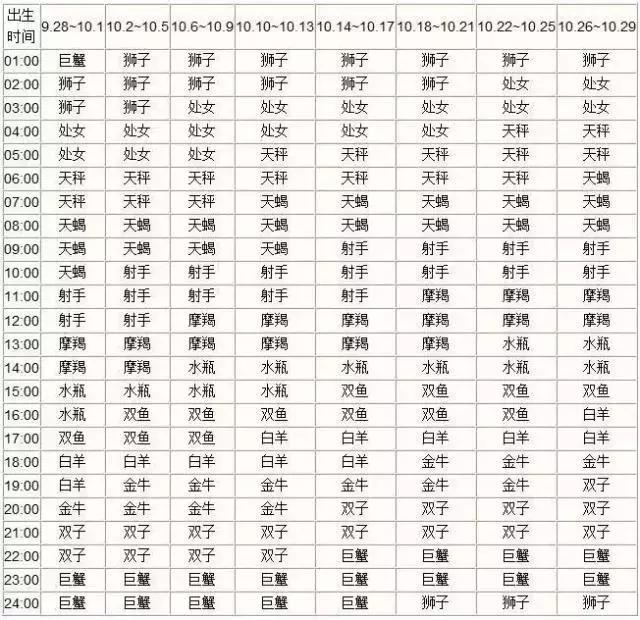 出生时间 9.28~10.1 10.2~10.5 10.6~10.9 10.10~10.13 10.14~10.17 10.18~10.21 10.22~10.25 10.26~10.29
01:00 巨蟹 狮子 狮子 狮子 狮子 狮子 狮子 狮子
02:00 狮子 狮子 狮子 狮子 狮子 狮子 处女 处女
03:00 狮子 狮子 处女 处女 处女 处女 处女 处女
04:00 处女 处女 处女 处女 处女 处女 天秤 天秤
05:00 处女 处女 处女 天秤 天秤 天秤 天秤 天秤
06:00 天秤 天秤 天秤 天秤 天秤 天秤 天秤 天蝎
07:00 天秤 天秤 天秤 天蝎 天蝎 天蝎 天蝎 天蝎
08:00 天蝎 天蝎 天蝎 天蝎 天蝎 天蝎 天蝎 天蝎
09:00 天蝎 天蝎 天蝎 天蝎 射手 射手 射手 射手
10:00 天蝎 射手 射手 射手 射手 射手 射手 射手
11:00 射手 射手 射手 射手 射手 摩羯 摩羯 摩羯
12:00 射手 射手 摩羯 摩羯 摩羯 摩羯 摩羯 摩羯
13:00 摩羯 摩羯 摩羯 摩羯 摩羯 摩羯 水瓶 水瓶
14:00 摩羯 摩羯 水瓶 水瓶 水瓶 水瓶 水瓶 水瓶
15:00 水瓶 水瓶 水瓶 水瓶 双鱼 双鱼 双鱼 双鱼
16:00 水瓶 双鱼 双鱼 双鱼 双鱼 双鱼 双鱼 白羊
17:00 双鱼 双鱼 双鱼 白羊 白羊 白羊 白羊 白羊
18:00 白羊 白羊 白羊 白羊 白羊 金牛 金牛 金牛
19:00 白羊 金牛 金牛 金牛 金牛 金牛 金牛 双子
20:00 金牛 金牛 金牛 金牛 双子 双子 双子 双子
21:00 双子 双子 双子 双子 双子 双子 双子 双子
22:00 双子 双子 双子 双子 巨蟹 巨蟹 巨蟹 巨蟹
23:00 巨蟹 巨蟹 巨蟹 巨蟹 巨蟹 巨蟹 巨蟹 巨蟹
24:00 巨蟹 巨蟹 巨蟹 巨蟹 巨蟹 狮子 狮子 狮子